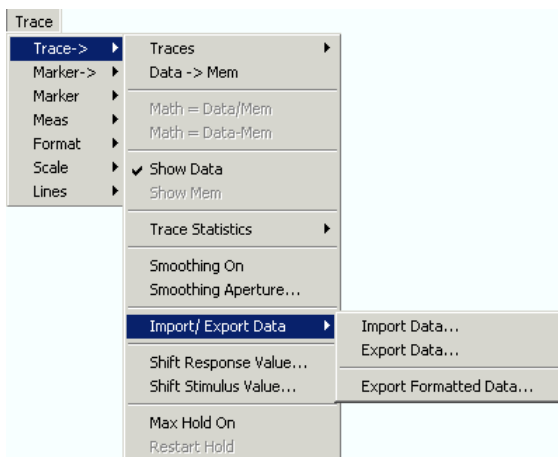 Trace
Trace->
Marker->
Marker
Meas
Format
Scale
Lines
Traces
Data -> Mem
Math = Data/Mem
Math = Data-Mem
Show Data
Show Mem
Trace Statistics
Smoothing On
Smoothing Aperture...
Import/ Export Data
Shift Response Value...
Shift Stimulus Value...
Max Hold On
Restart Hold
Import Data...
Export Data...
Export Formatted Data...